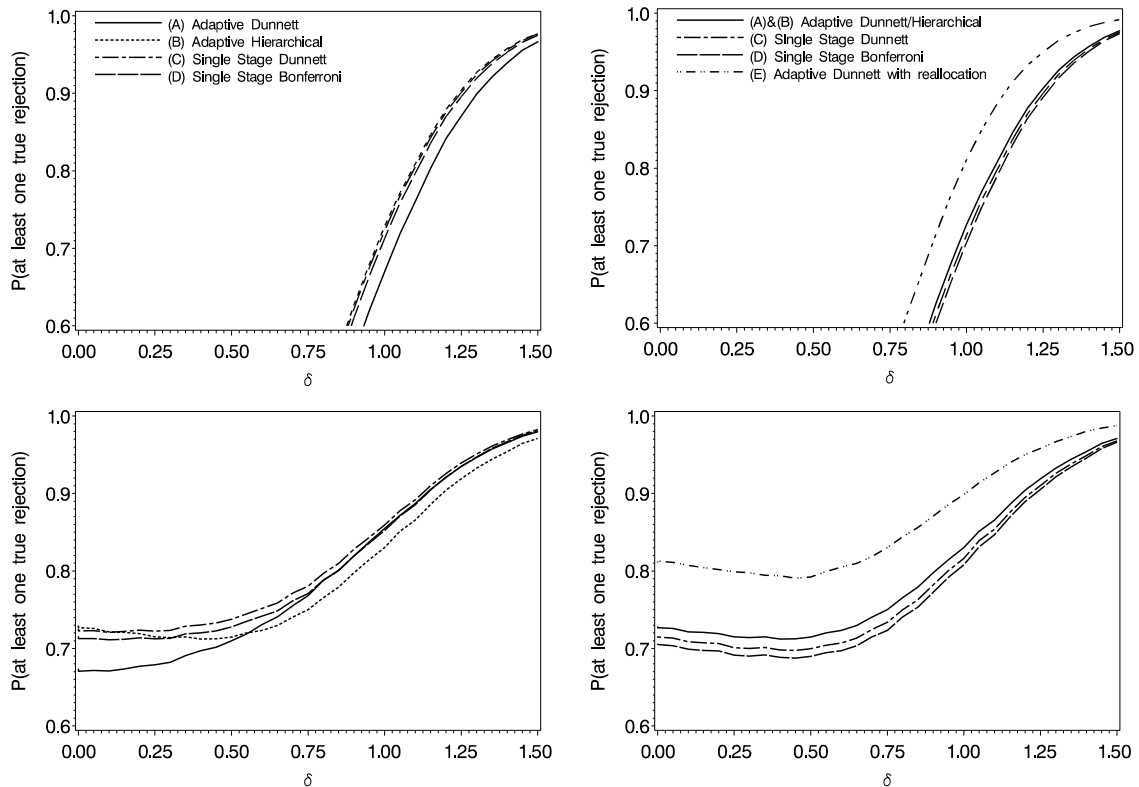 (A) Adaptive Dunnett
(B) Adaptive Hierarchical
(C) Single Stage Dunnett
(D) Single Stage Bonferroni
P(at least one true rejection)
1.0
0.9
0.8
0.7
0.6
0.00 0.25 0.50 0.75 1.00 1.25 1.50
δ
(A)&(B) Adaptive Dunnett/Hierarchical
(C) SIngle Stage Dunnett
(D) Single Stage Bonferroni
(E) Adaptive Dunnett with reallocation
P(at least one true rejection)
1.0
0.9
0.8
0.7
0.6
0.00 0.25 0.50 0.75 1.00 1.25 1.50
δ
P(at least one true rejection)
1.0
0.9
0.8
0.7
0.6
0.00 0.25 0.50 0.75 1.00 1.25 1.50
δ
P(at least one true rejection)
1.0
0.9
0.8
0.7
0.6
0.00 0.25 0.50 0.75 1.00 1.25 1.50
δ